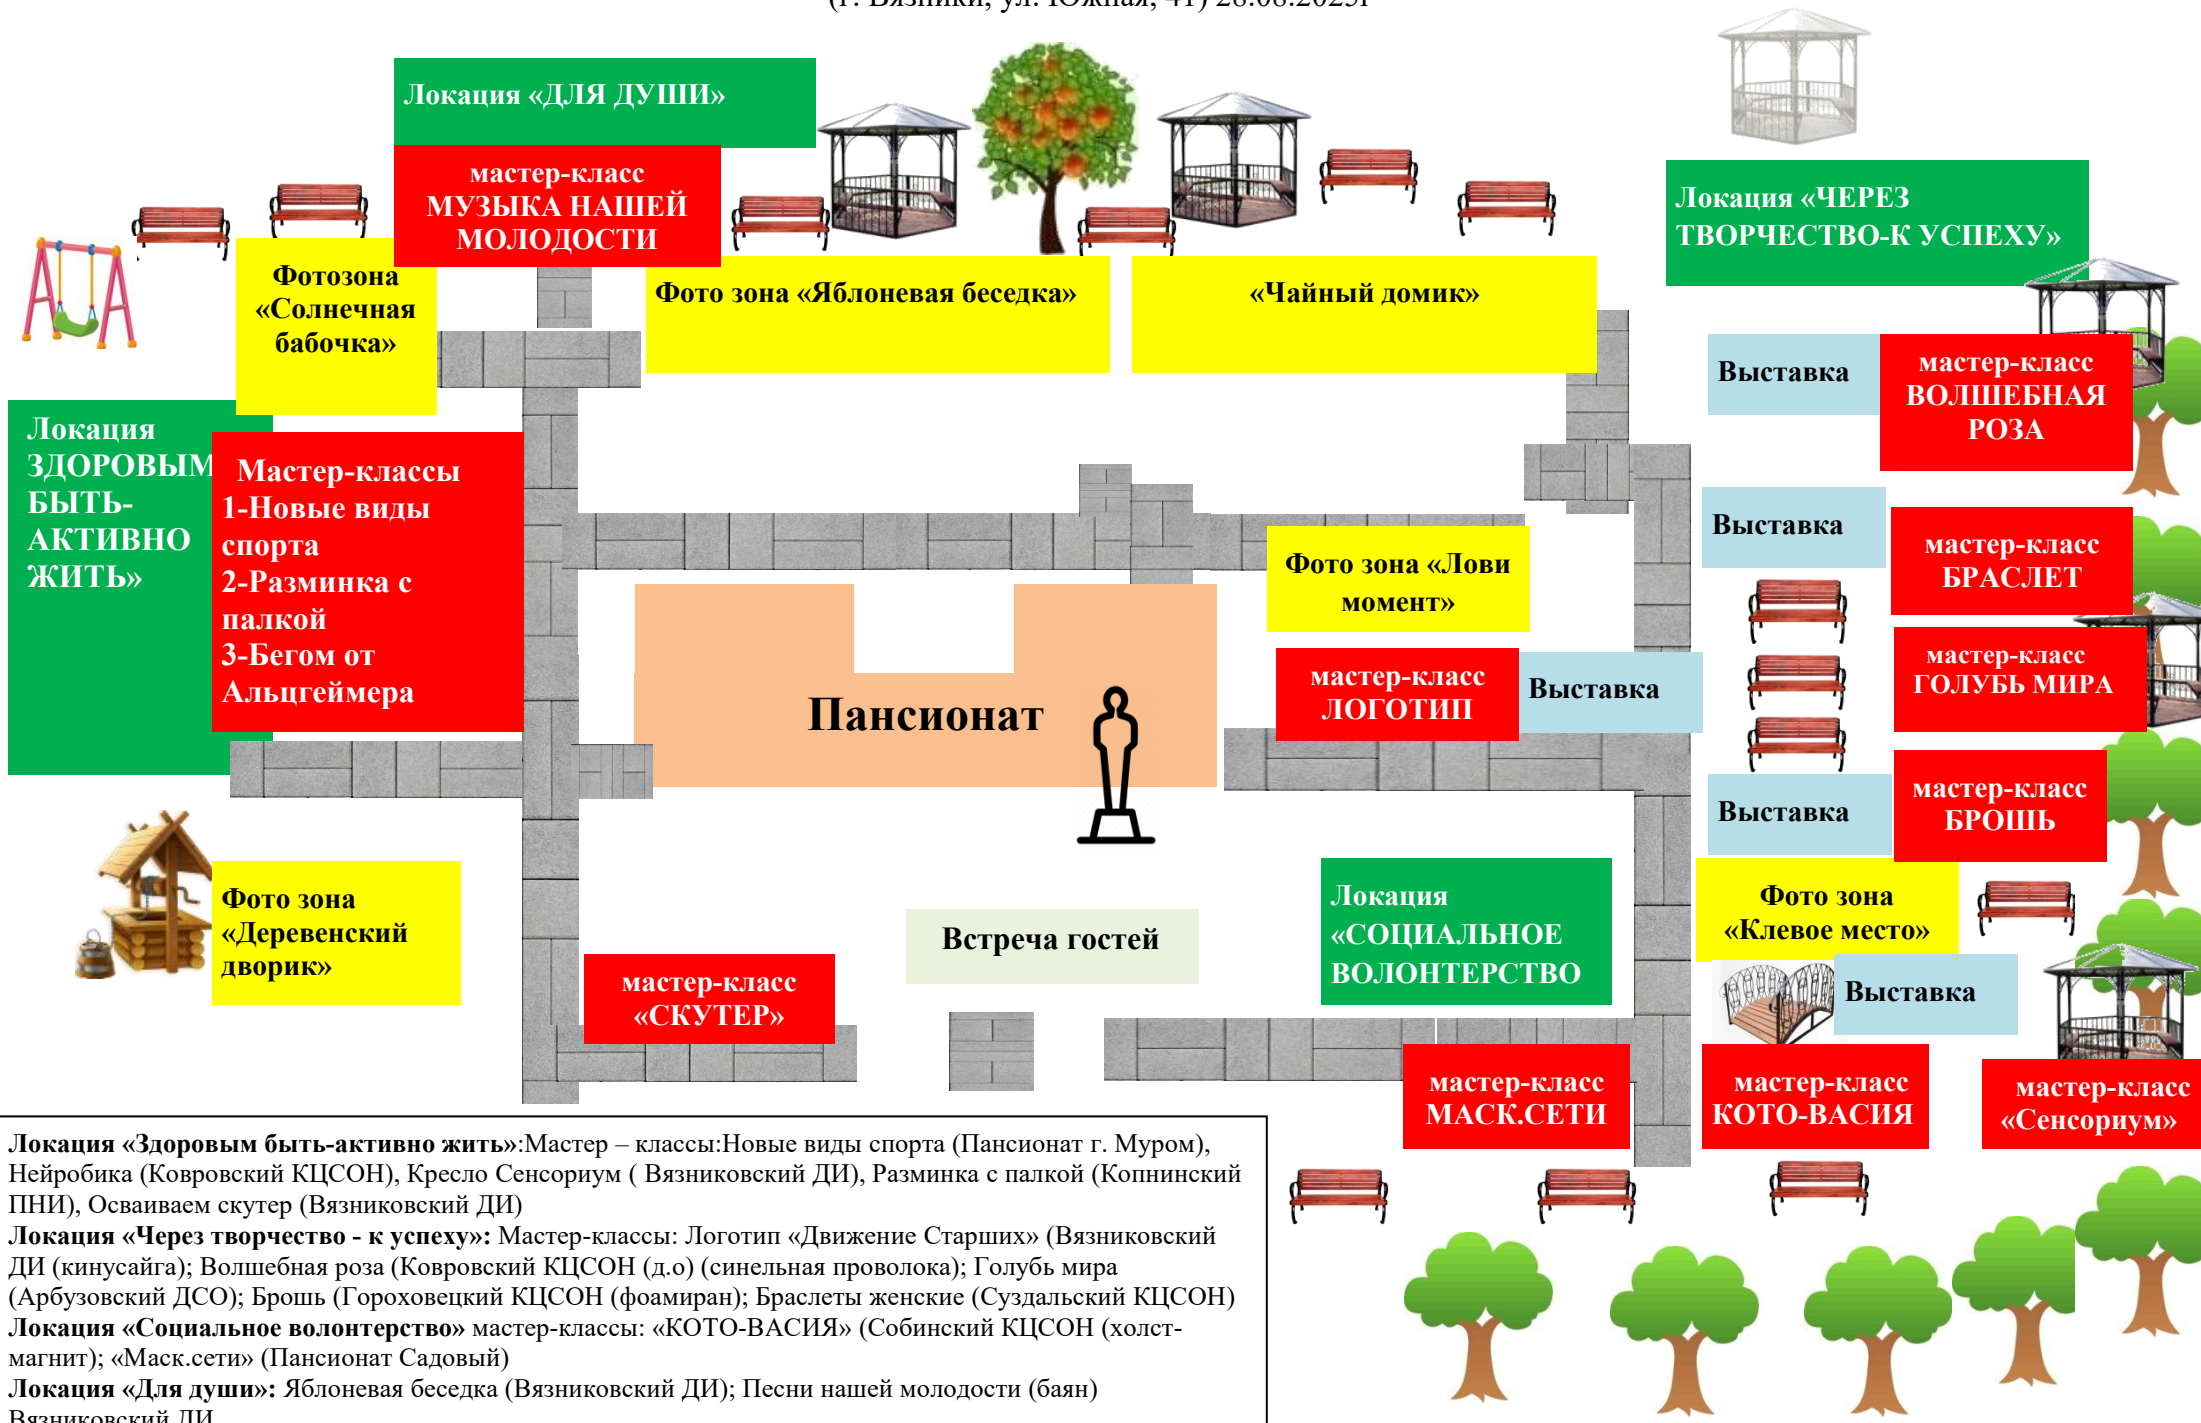 (г. Вязники, ул. Южная, 41) 28.08.2025г
Локация «ДЛЯ ДУШИ»
мастер-класс
МУЗЫКА НАШЕЙ
МОЛОДОСТИ
Локация «ЧЕРЕЗ
ТВОРЧЕСТВО-К УСПЕХУ»
Фотозона
«Солнечная
бабочка»
Фото зона «Яблоневая беседка»
«Чайный домик»
Выставка
мастер-класс
ВОЛШЕБНАЯ
РОЗА
Локация
ЗДОРОВЫМ
БЫТЬ-
АКТИВНО
ЖИТЬ»
Мастер-классы
1-Новые виды
спорта
2-Разминка с
палкой
3-Бегом от
Альцгеймера
Выставка
мастер-класс
БРАСЛЕТ
Фото зона «Лови
момент»
мастер-класс
ГОЛУБЬ МИРА
мастер-класс
ЛОГОТИП
Выставка
Пансионат
Выставка
мастер-класс
БРОШЬ
Фото зона
«Деревенский
дворик»
Встреча гостей
Локация
«СОЦИАЛЬНОЕ
ВОЛОНТЕРСТВО
Фото зона
«Клевое место»
Выставка
мастер-класс
«СКУТЕР»
мастер-класс
МАСК.СЕТИ
мастер-класс
КОТО-ВАСИЯ
мастер-класс
«Сенсориум»
Локация «Здоровым быть-активно жить»:Мастер – классы:Новые виды спорта (Пансионат г. Муром),
Нейробика (Ковровский КЦСОН), Кресло Сенсориум ( Вязниковский ДИ), Разминка с палкой (Копнинский
ПНИ), Осваиваем скутер (Вязниковский ДИ)
Локация «Через творчество - к успеху»: Мастер-классы: Логотип «Движение Старших» (Вязниковский
ДИ (кинусайга); Волшебная роза (Ковровский КЦСОН (д.о) (синельная проволока); Голубь мира
(Арбузовский ДСО); Брошь (Гороховецкий КЦСОН (фоамиран); Браслеты женские (Суздальский КЦСОН)
Локация «Социальное волонтерство» мастер-классы: «КОТО-ВАСИЯ» (Собинский КЦСОН (холст-
магнит); «Маск.сети» (Пансионат Садовый)
Локация «Для души»: Яблоневая беседка (Вязниковский ДИ); Песни нашей молодости (баян)
Вязниковский ДИ